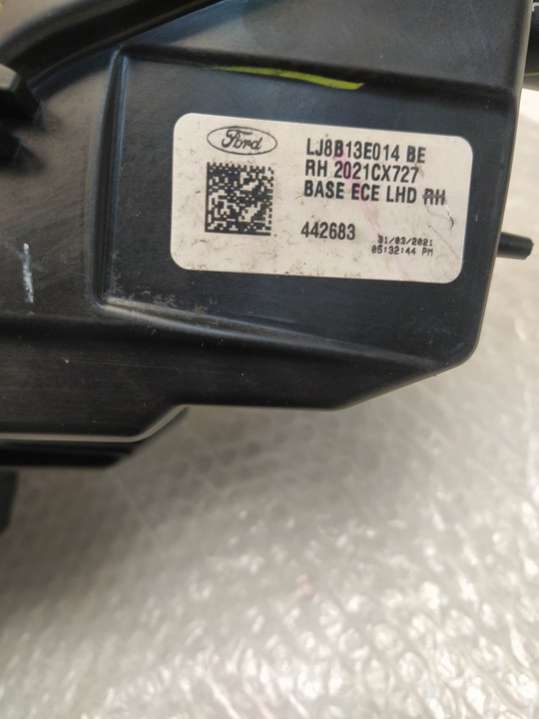 Ford
LJ8B13E014 BE
RH 2021CX727
BASE ECE LHD RH
442683
31/03/2021
05:32:44 PM